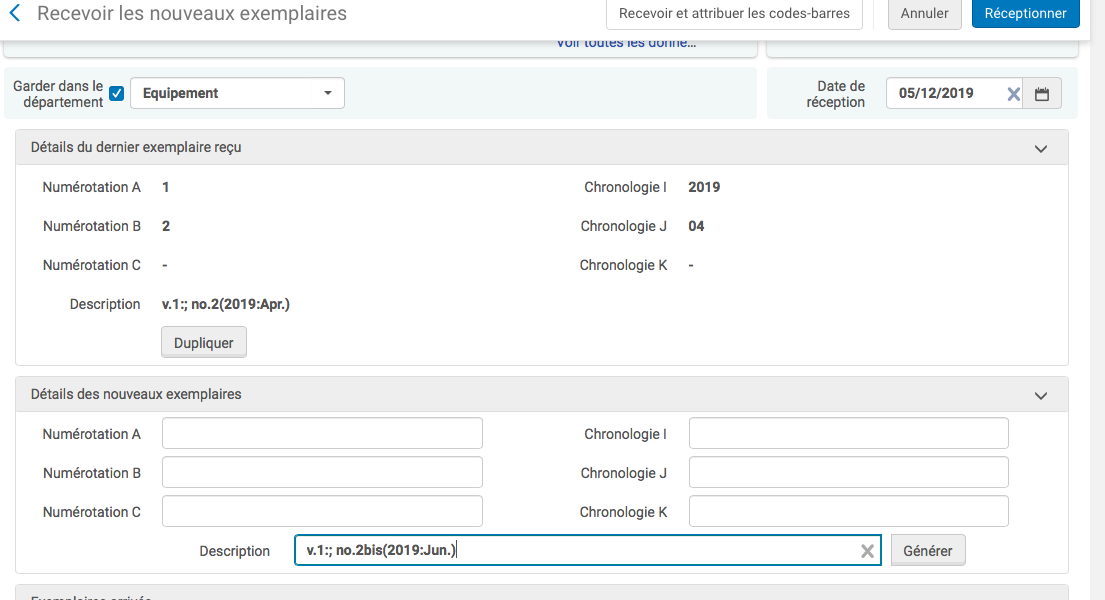 Recevoir les nouveaux exemplaires
Recevoir et attribuer les codes-barres
Annuler
Réceptionner
Voir toutes les donne...
Garder dans le
département
Equipement
Date de
réception
05/12/2019
Détails du dernier exemplaire reçu
Numérotation A 1
Chronologie I 2019
Numérotation B 2
Chronologie J 04
Numérotation C -
Chronologie K -
Description v.1:; no.2(2019:Apr.)
Dupliquer
Détails des nouveaux exemplaires
Numérotation A
Chronologie I
Numérotation B
Chronologie J
Numérotation C
Chronologie K
Description v.1:; no.2bis(2019:Jun.)
Générer
Exemplaires arrivés